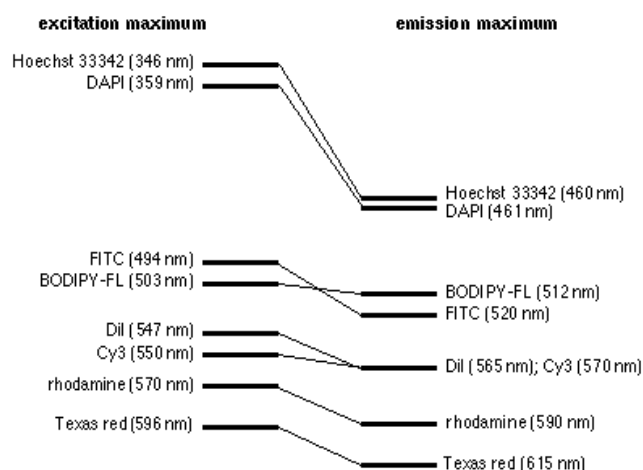 excitation maximum
emission maximum
Hoechst 33342 (346 nm)
DAPI (359 nm)
Hoechst 33342 (460 nm)
DAPI (461 nm)
FITC (494 nm)
BODIPY-FL (503 nm)
BODIPY-FL (512 nm)
FITC (520 nm)
DiI (547 nm)
Cy3 (550 nm)
DiI (565 nm); Cy3 (570 nm)
rhodamine (570 nm)
rhodamine (590 nm)
Texas red (596 nm)
Texas red (615 nm)